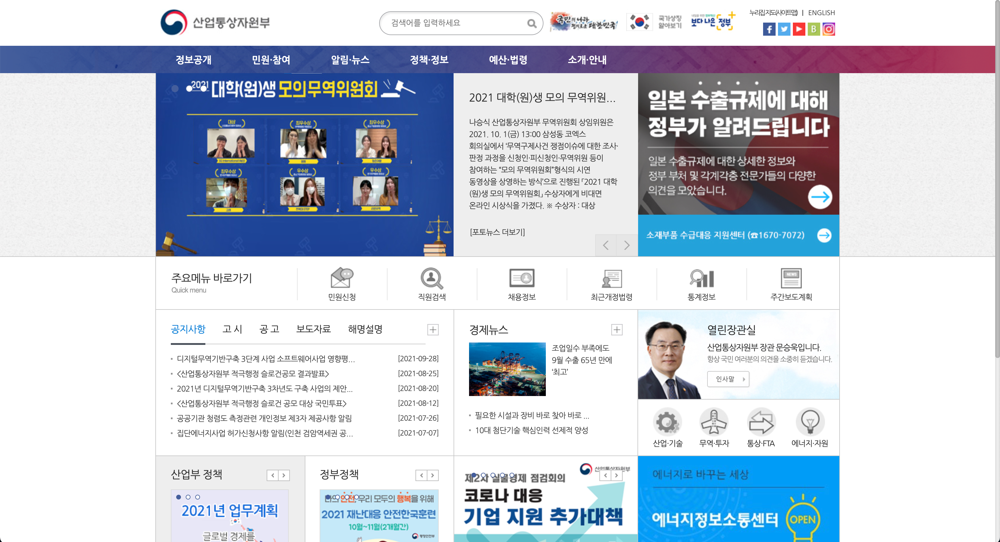 산업통상자원부
검색어를 입력하세요
국민의 나라
정의로운 대한민국
국가상징
알아보기
내일을 위한 정부혁신
보다 나은 정부
누리집 지도(사이트맵) | ENGLISH
정보공개 민원·참여 알림·뉴스 정책·정보 예산·법령 소개·안내
2021 대학(원)생 모의무역위원회
대상 최우수상 최우수상
최우수상 우수상 우수상
2021 대학(원)생 모의 무역위원...
나승식 산업통상자원부 무역위원회 상임위원은
2021. 10. 1(금) 13:00 삼성동 코엑스
회의실에서 ‘무역구제사건 쟁점이슈에 대한 조사·
판정 과정을 신청인·피신청인·무역위원 등이
참여하는 “모의 무역위원회”형식의 시연
동영상을 상영하는 방식’으로 진행된 「2021 대학
(원)생 모의 무역위원회」 수상자에게 비대면
온라인 시상식을 가졌다. ※ 수상자 : 대상
[포토뉴스 더보기]
일본 수출규제에 대해
정부가 알려드립니다
일본 수출규제에 대한 상세한 정보와
정부 부처 및 각계각층 전문가들의 다양한
의견을 모았습니다.
소재부품 수급대응 지원센터 (☎1670-7072)
주요메뉴 바로가기
Quick menu
민원신청
직원검색
채용정보
최근개정법령
통계정보
NEWS
주간보도계획
공지사항 고 시 공 고 보도자료 해명설명
디지털무역기반구축 3단계 사업 소프트웨어사업 영향평... [2021-09-28]
<산업통상자원부 적극행정 슬로건공모 결과발표> [2021-08-25]
2021년 디지털무역기반구축 3차년도 구축 사업의 제안... [2021-08-20]
<산업통상자원부 적극행정 슬로건 공모 대상 국민투표> [2021-08-12]
공공기관 청렴도 측정관련 개인정보 제3자 제공사항 알림 [2021-07-26]
집단에너지사업 허가신청사항 알림(인천 검암역세권 공... [2021-07-07]
경제뉴스
조업일수 부족에도
9월 수출 65년 만에
‘최고’
필요한 시설과 장비 바로 찾아 바로 ...
10대 첨단기술 핵심인력 선제적 양성
열린장관실
산업통상자원부 장관 문승욱입니다.
항상 국민 여러분의 의견을 소중히 듣겠습니다.
인사말
산업·기술
무역·투자
통상·FTA
에너지·자원
산업부 정책
2021년 업무계획
글로벌 경제를
정부정책
나의 안전, 우리 모두의 행복을 위해
2021 재난대응 안전한국훈련
10월~11월(2개월간)
행정안전부
산업통상자원부
제2차 실물경제 점검회의
코로나 대응
기업 지원 추가대책
에너지로 바꾸는 세상
에너지정보소통센터
OPEN